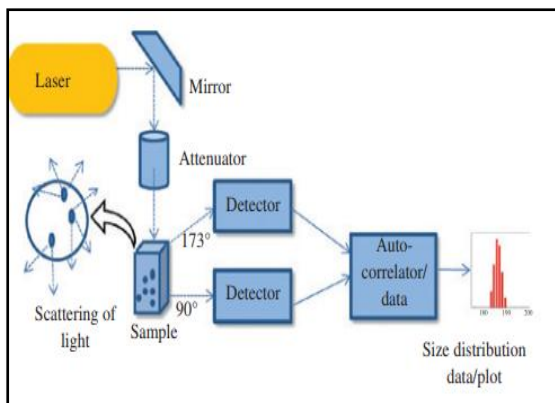 Laser
Mirror
Attenuator
Detector
173°
Auto-
correlator/
data
Detector
90°
Scattering of
light
Sample
Size distribution
data/plot